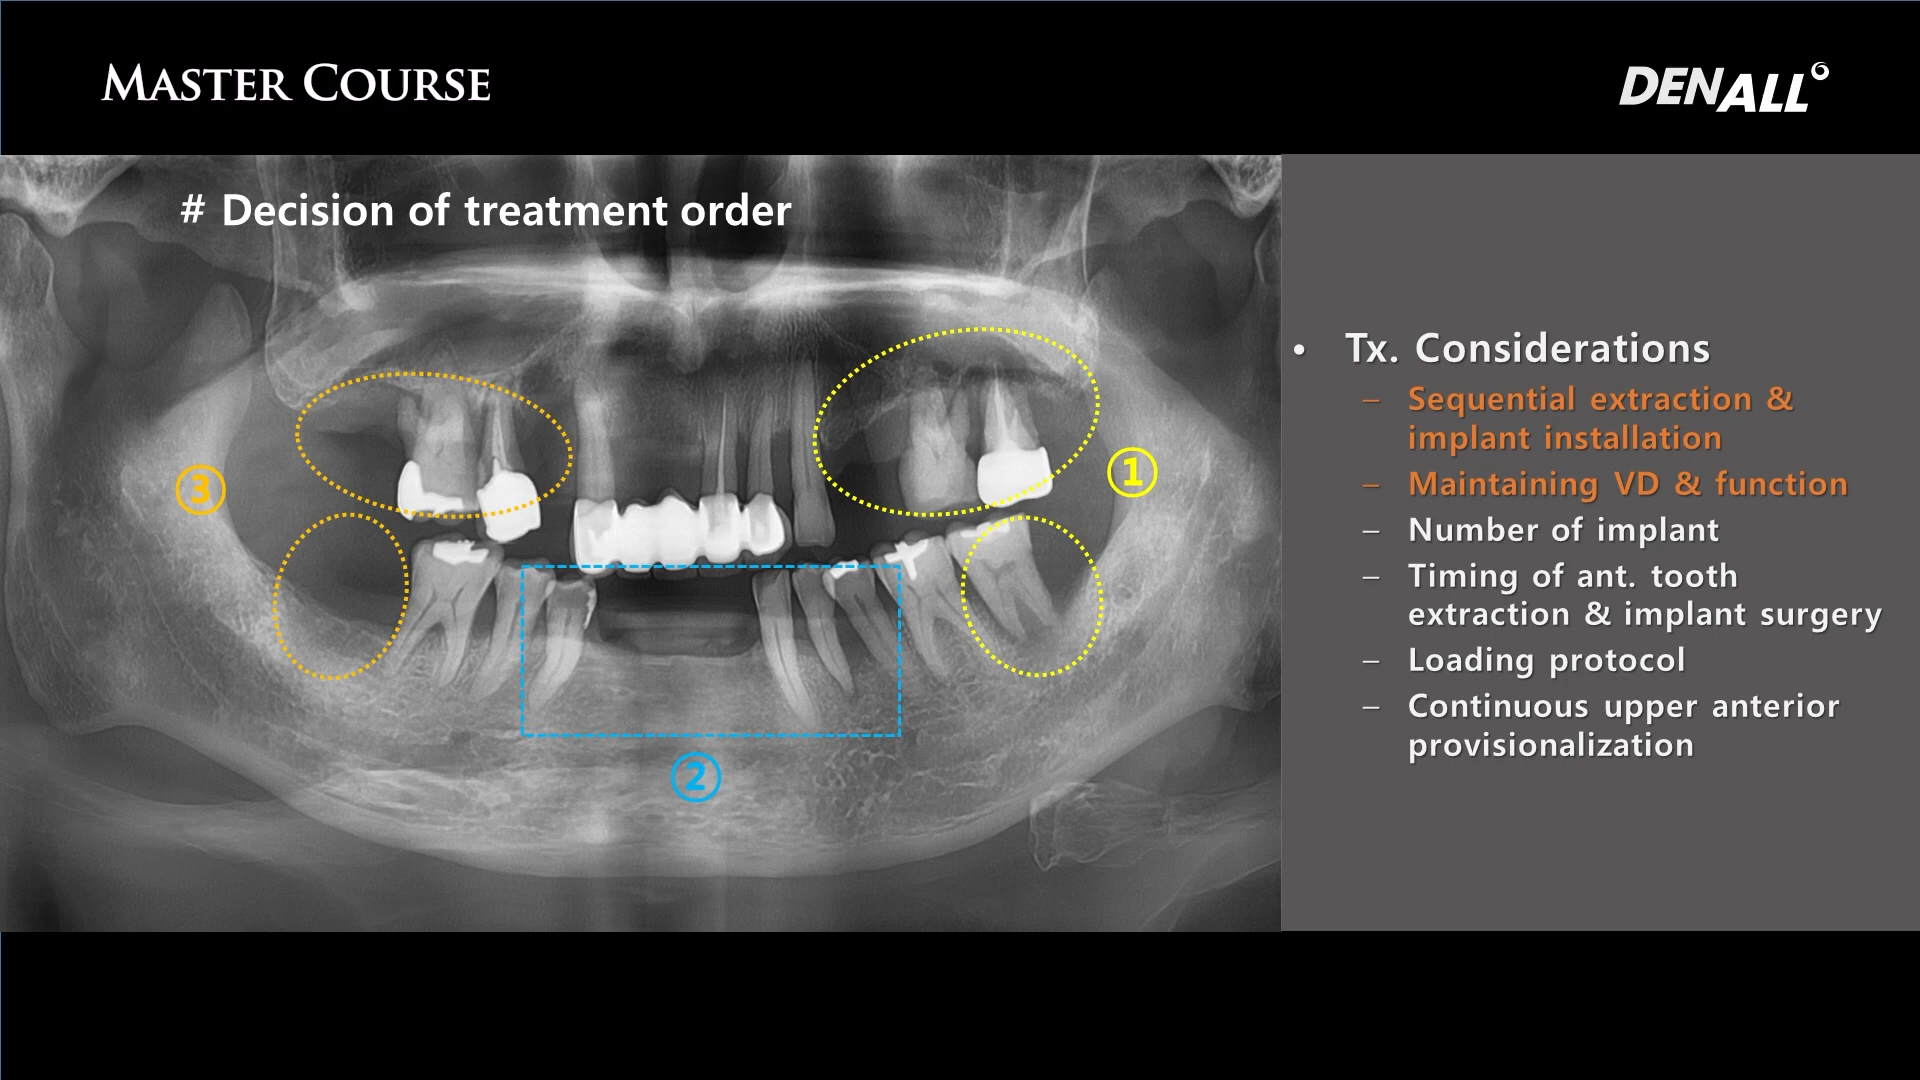 MASTER COURSE
DENALL
# Decision of treatment order
①
②
③
• Tx. Considerations
– Sequential extraction &
implant installation
– Maintaining VD & function
– Number of implant
– Timing of ant. tooth
extraction & implant surgery
– Loading protocol
– Continuous upper anterior
provisionalization